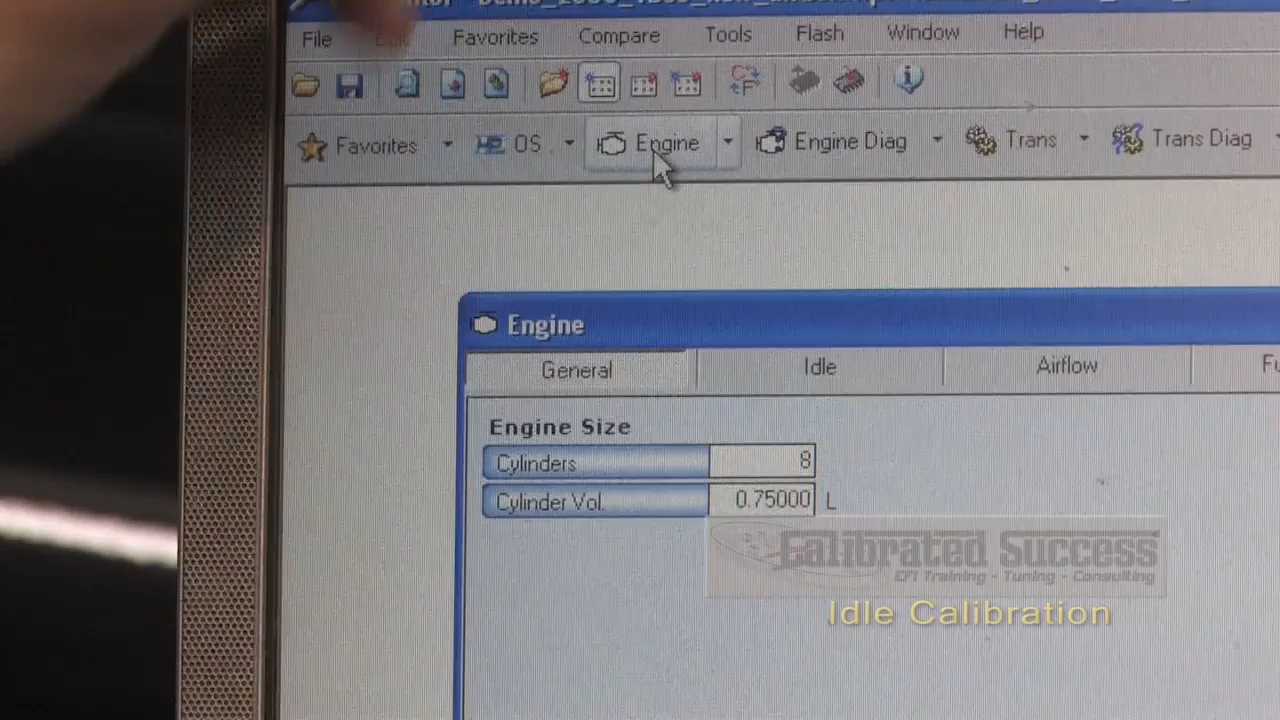 File Favorites Compare Tools Flash Window Help
Favorites HP OS Engine Engine Diag Trans Trans Diag
Engine
General Idle Airflow
Engine Size
Cylinders 8
Cylinder Vol. 0.75000 L
Calibrated Success
EFI Training - Tuning - Consulting
Idle Calibration